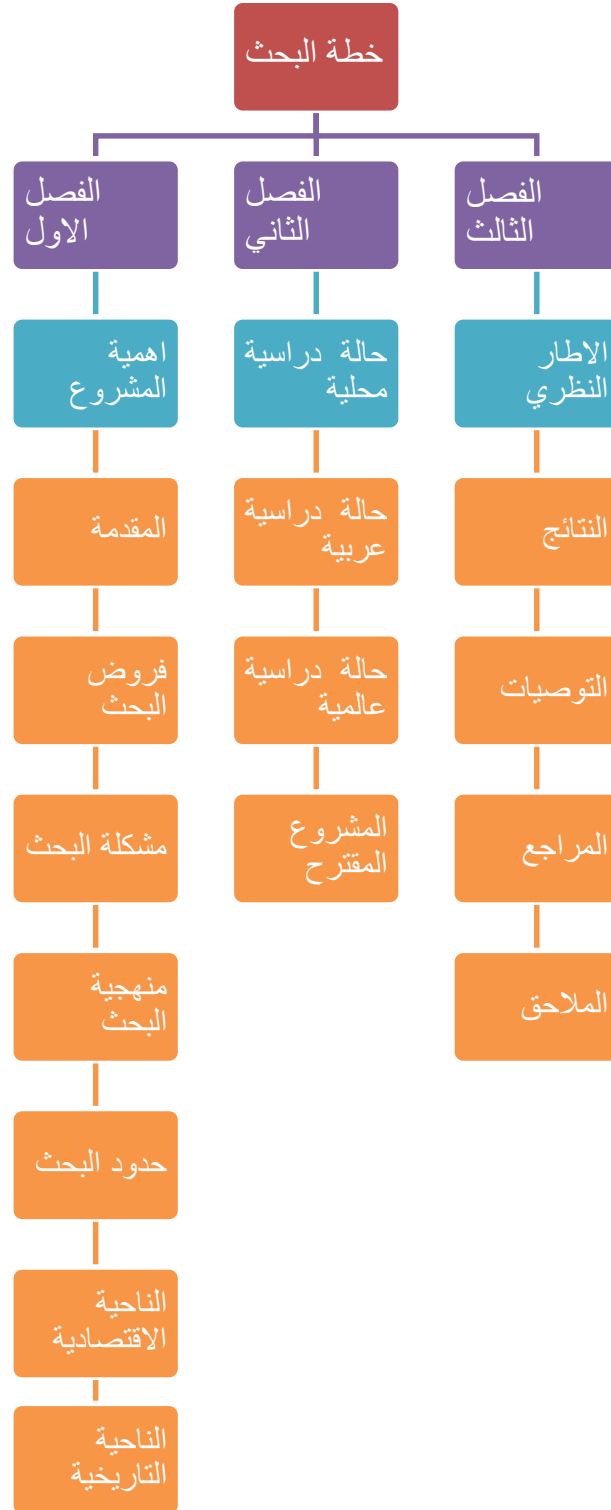 خطة البحث
الفصل
الاول
اهمية
المشروع
المقدمة
فروض
البحث
مشكلة البحث
منهجية
البحث
حدود البحث
الناحية
الاقتصادية
الناحية
التاريخية
الفصل
الثاني
حالة دراسية
محلية
حالة دراسية
عربية
حالة دراسية
عالمية
المشروع
المقترح
الفصل
الثالث
الاطار
النظري
النتائج
التوصيات
المراجع
الملاحق